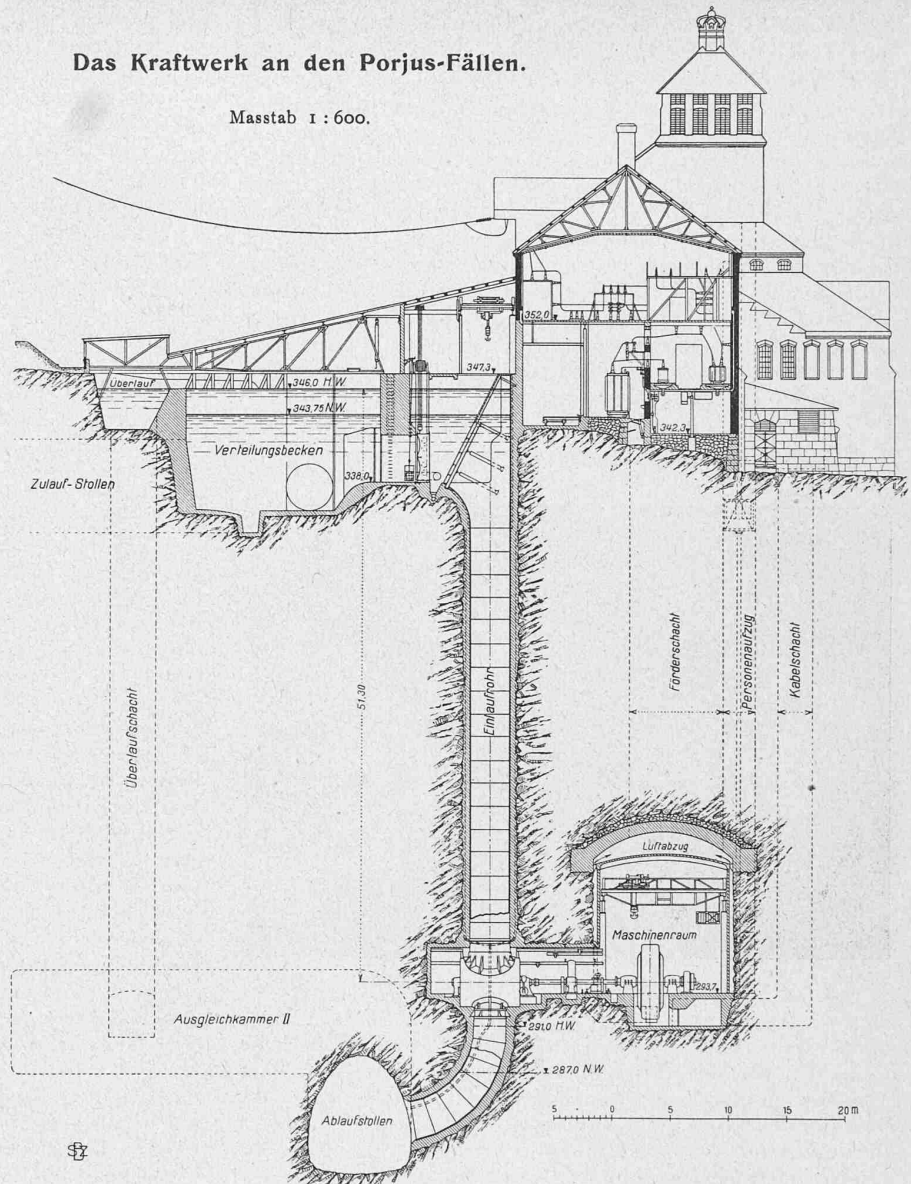 Das Kraftwerk an den Porjus-Fällen.
Masstab 1 : 600.
352,0
347,3
Überlauf
346,0 H.W.
343,75 N.W.
342,3
Verteilungsbecken
338,0
Zulauf-Stollen
Überlaufschacht
51,30
Einlaufrohr
Förderschacht
Personenaufzug
Kabelschacht
Luftabzug
Maschinenraum
293,7
Ausgleichkammer II
291,0 H.W.
287,0 N.W.
Ablaufstollen
5 0 5 10 15 20 m